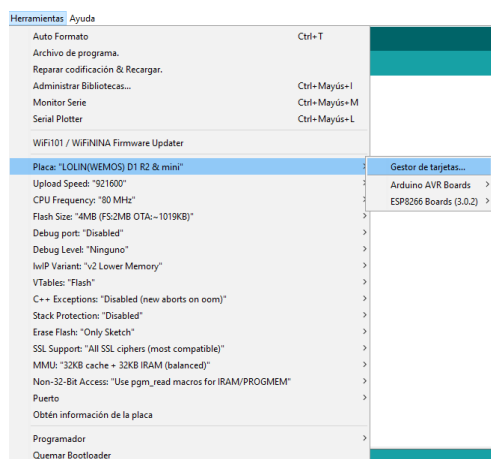 Herramientas Ayuda
Auto Formato Ctrl+T
Archivo de programa.
Reparar codificación & Recargar.
Administrar Bibliotecas... Ctrl+Mayús+I
Monitor Serie Ctrl+Mayús+M
Serial Plotter Ctrl+Mayús+L
WiFi101 / WiFiNINA Firmware Updater
Placa: "LOLIN(WEMOS) D1 R2 & mini" Gestor de tarjetas...
Upload Speed: "921600" Arduino AVR Boards
CPU Frequency: "80 MHz" ESP8266 Boards (3.0.2)
Flash Size: "4MB (FS:2MB OTA:~1019KB)"
Debug port: "Disabled"
Debug Level: "Ninguno"
lwIP Variant: "v2 Lower Memory"
VTables: "Flash"
C++ Exceptions: "Disabled (new aborts on oom)"
Stack Protection: "Disabled"
Erase Flash: "Only Sketch"
SSL Support: "All SSL ciphers (most compatible)"
MMU: "32KB cache + 32KB IRAM (balanced)"
Non-32-Bit Access: "Use pgm_read macros for IRAM/PROGMEM"
Puerto
Obtén información de la placa
Programador
Quemar Bootloader